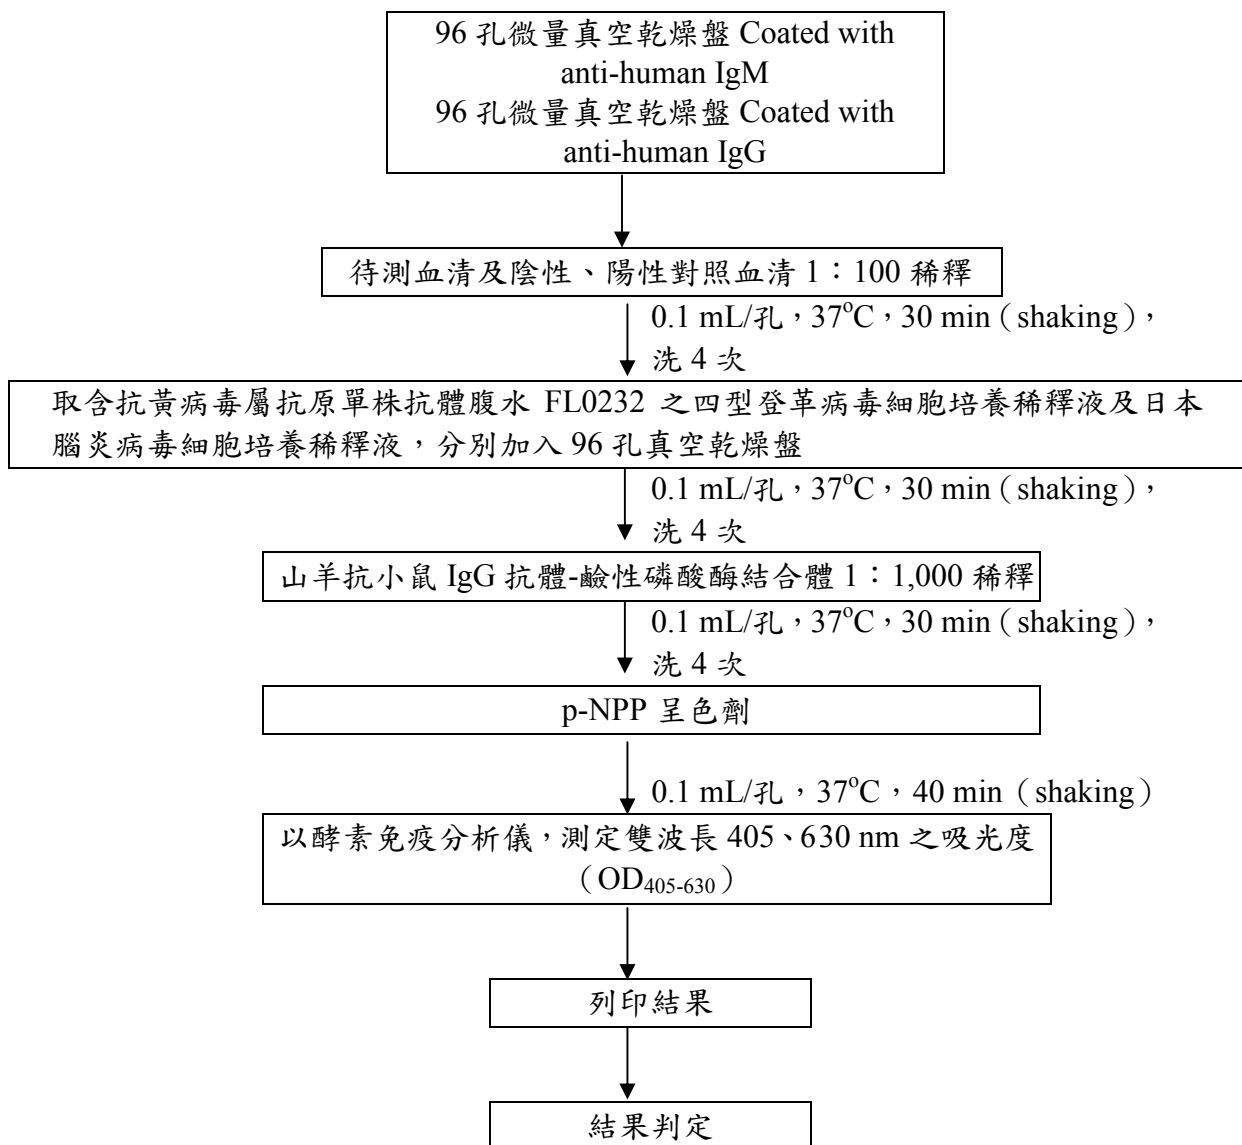 96 孔微量真空乾燥盤 Coated with
anti-human IgM
96 孔微量真空乾燥盤 Coated with
anti-human IgG
待測血清及陰性、陽性對照血清 1：100 稀釋
0.1 mL/孔，37°C，30 min（shaking），
洗 4 次
取含抗黃病毒屬抗原單株抗體腹水 FL0232 之四型登革病毒細胞培養稀釋液及日本
腦炎病毒細胞培養稀釋液，分別加入 96 孔真空乾燥盤
0.1 mL/孔，37°C，30 min（shaking），
洗 4 次
山羊抗小鼠 IgG 抗體-鹼性磷酸酶結合體 1：1,000 稀釋
0.1 mL/孔，37°C，30 min（shaking），
洗 4 次
p-NPP 呈色劑
0.1 mL/孔，37°C，40 min（shaking）
以酵素免疫分析儀，測定雙波長 405、630 nm 之吸光度
（OD405-630）
列印結果
結果判定